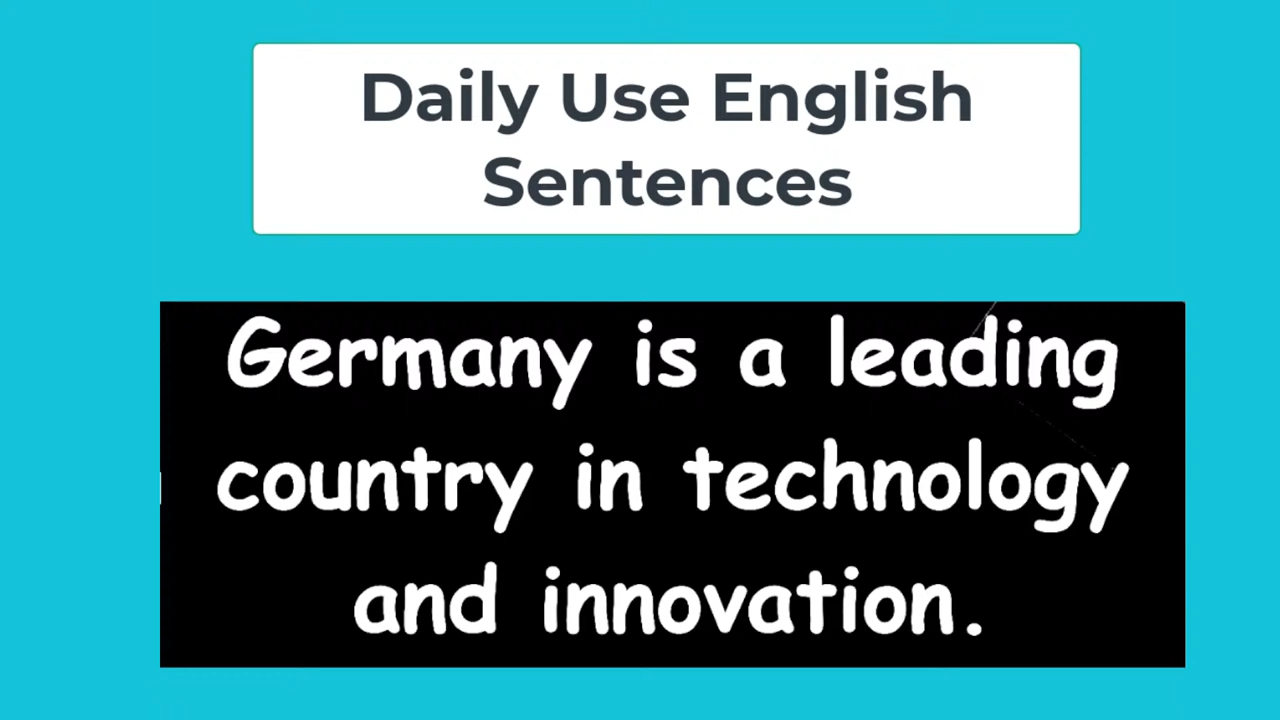 Daily Use English
Sentences
Germany is a leading
country in technology
and innovation.